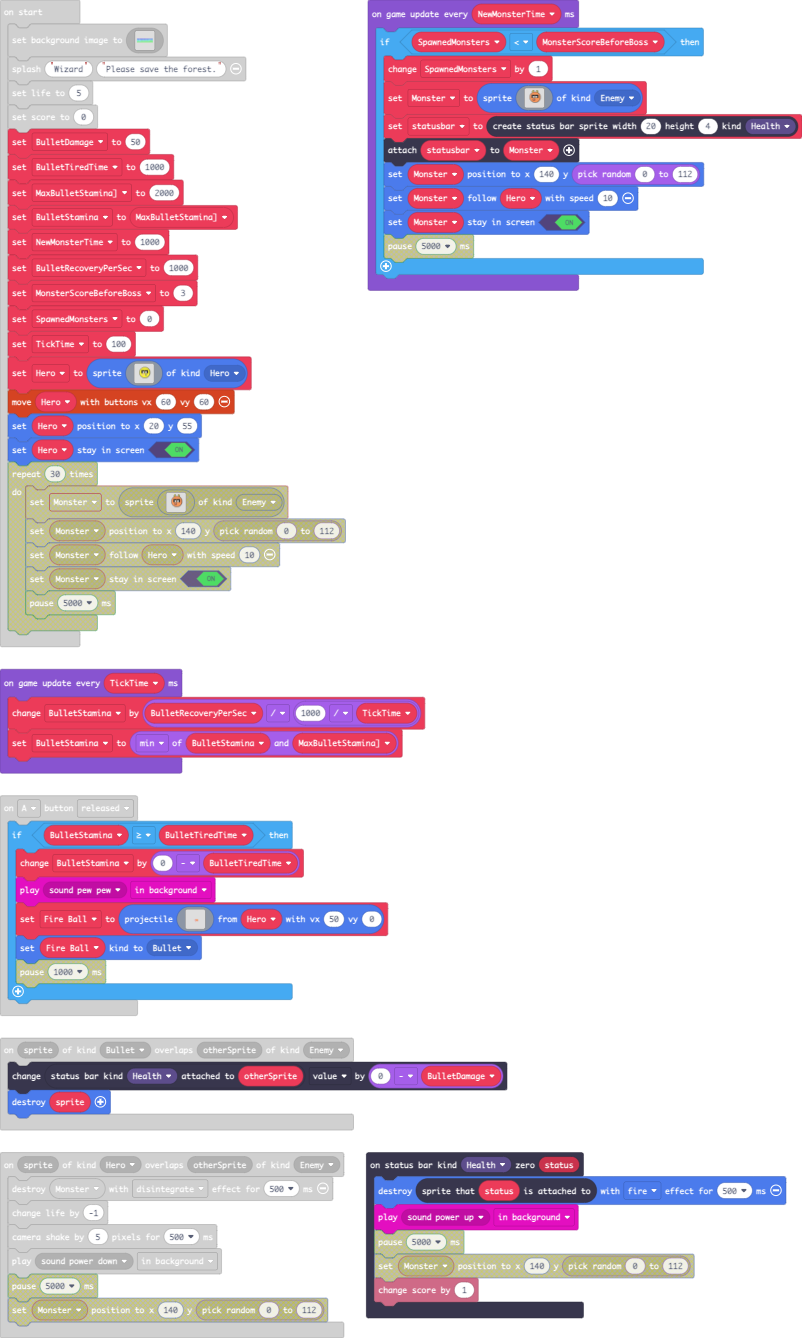 on start
set background image to
splash "Wizard" "Please save the forest."
set life to 5
set score to 0
set BulletDamage to 50
set BulletTiredTime to 1000
set MaxBulletStamina] to 2000
set BulletStamina to MaxBulletStamina]
set NewMonsterTime to 1000
set BulletRecoveryPerSec to 1000
set MonsterScoreBeforeBoss to 3
set SpawnedMonsters to 0
set TickTime to 100
set Hero to sprite of kind Hero
move Hero with buttons vx 60 vy 60
set Hero position to x 20 y 55
set Hero stay in screen ON
repeat 30 times
do
set Monster to sprite of kind Enemy
set Monster position to x 140 y pick random 0 to 112
set Monster follow Hero with speed 10
set Monster stay in screen ON
pause 5000 ms
on game update every NewMonsterTime ms
if SpawnedMonsters < MonsterScoreBeforeBoss then
change SpawnedMonsters by 1
set Monster to sprite of kind Enemy
set statusbar to create status bar sprite width 20 height 4 kind Health
attach statusbar to Monster
set Monster position to x 140 y pick random 0 to 112
set Monster follow Hero with speed 10
set Monster stay in screen ON
pause 5000 ms
on game update every TickTime ms
change BulletStamina by BulletRecoveryPerSec / 1000 / TickTime
set BulletStamina to min of BulletStamina and MaxBulletStamina]
on A button released
if BulletStamina ≥ BulletTiredTime then
change BulletStamina by 0 - BulletTiredTime
play sound pew pew in background
set Fire Ball to projectile from Hero with vx 50 vy 0
set Fire Ball kind to Bullet
pause 1000 ms
on sprite of kind Bullet overlaps otherSprite of kind Enemy
change status bar kind Health attached to otherSprite value by 0 - BulletDamage
destroy sprite
on sprite of kind Hero overlaps otherSprite of kind Enemy
destroy Monster with disintegrate effect for 500 ms
change life by -1
camera shake by 5 pixels for 500 ms
play sound power down in background
pause 5000 ms
set Monster position to x 140 y pick random 0 to 112
on status bar kind Health zero status
destroy sprite that status is attached to with fire effect for 500 ms
play sound power up in background
pause 5000 ms
set Monster position to x 140 y pick random 0 to 112
change score by 1